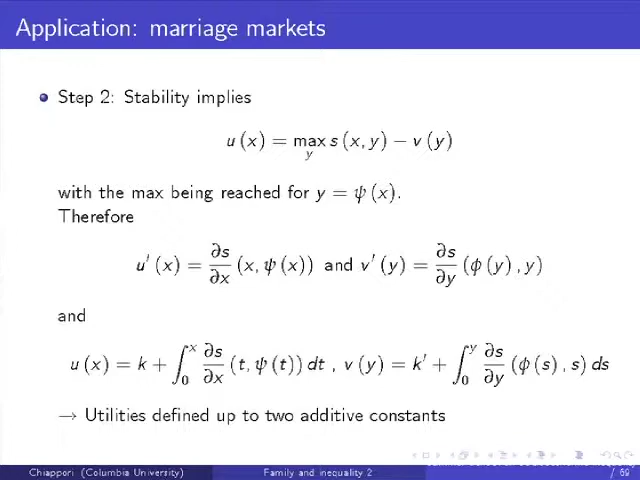 Application: marriage markets
Step 2: Stability implies
u (x) = max_y s (x, y) − v (y)
with the max being reached for y = ψ (x).
Therefore
u′ (x) = ∂s/∂x (x, ψ (x)) and v′ (y) = ∂s/∂y (ϕ (y) , y)
and
u (x) = k + ∫_0^x ∂s/∂x (t, ψ (t)) dt , v (y) = k′ + ∫_0^y ∂s/∂y (ϕ (s) , s) ds
→ Utilities defined up to two additive constants
Chiappori (Columbia University) Family and inequality 2 / 69